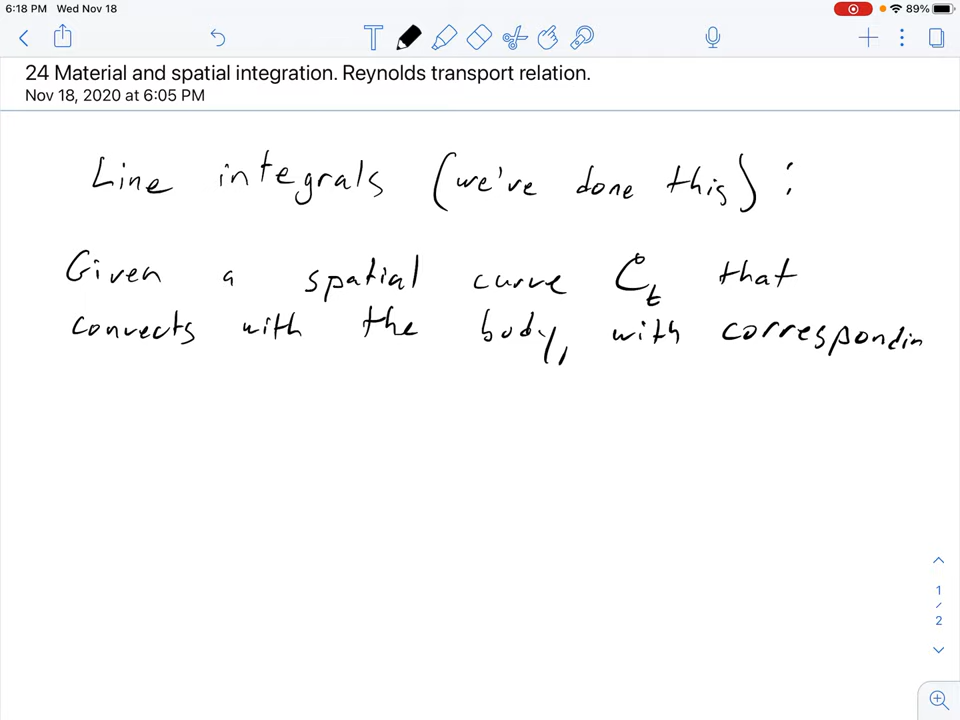 6:18 PM Wed Nov 18
89%
T
24 Material and spatial integration. Reynolds transport relation.
Nov 18, 2020 at 6:05 PM
Line integrals (we've done this):
Given a spatial curve C_t that
convects with the body, with correspondin
1
/
2